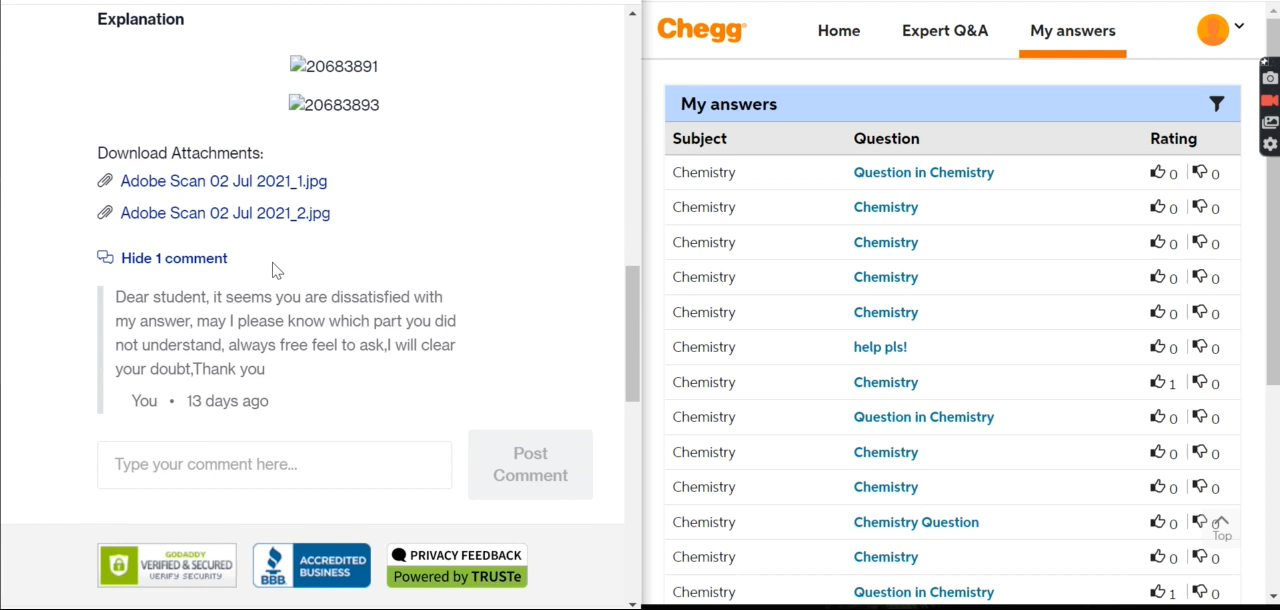 Explanation
20683891
20683893
Download Attachments:
Adobe Scan 02 Jul 2021_1.jpg
Adobe Scan 02 Jul 2021_2.jpg
Hide 1 comment
Dear student, it seems you are dissatisfied with
my answer, may I please know which part you did
not understand, always free feel to ask,I will clear
your doubt,Thank you
You • 13 days ago
Type your comment here...
Post
Comment
GODADDY
VERIFIED & SECURED
VERIFY SECURITY
BBB
ACCREDITED
BUSINESS
PRIVACY FEEDBACK
Powered by TRUSTe
Chegg
Home Expert Q&A My answers
My answers
Subject Question Rating
Chemistry Question in Chemistry 0 0
Chemistry Chemistry 0 0
Chemistry Chemistry 0 0
Chemistry Chemistry 0 0
Chemistry Chemistry 0 0
Chemistry help pls! 0 0
Chemistry Chemistry 1 0
Chemistry Question in Chemistry 0 0
Chemistry Chemistry 0 0
Chemistry Chemistry 0 0
Chemistry Chemistry Question 0 0
Top
Chemistry Chemistry 0 0
Chemistry Question in Chemistry 1 0